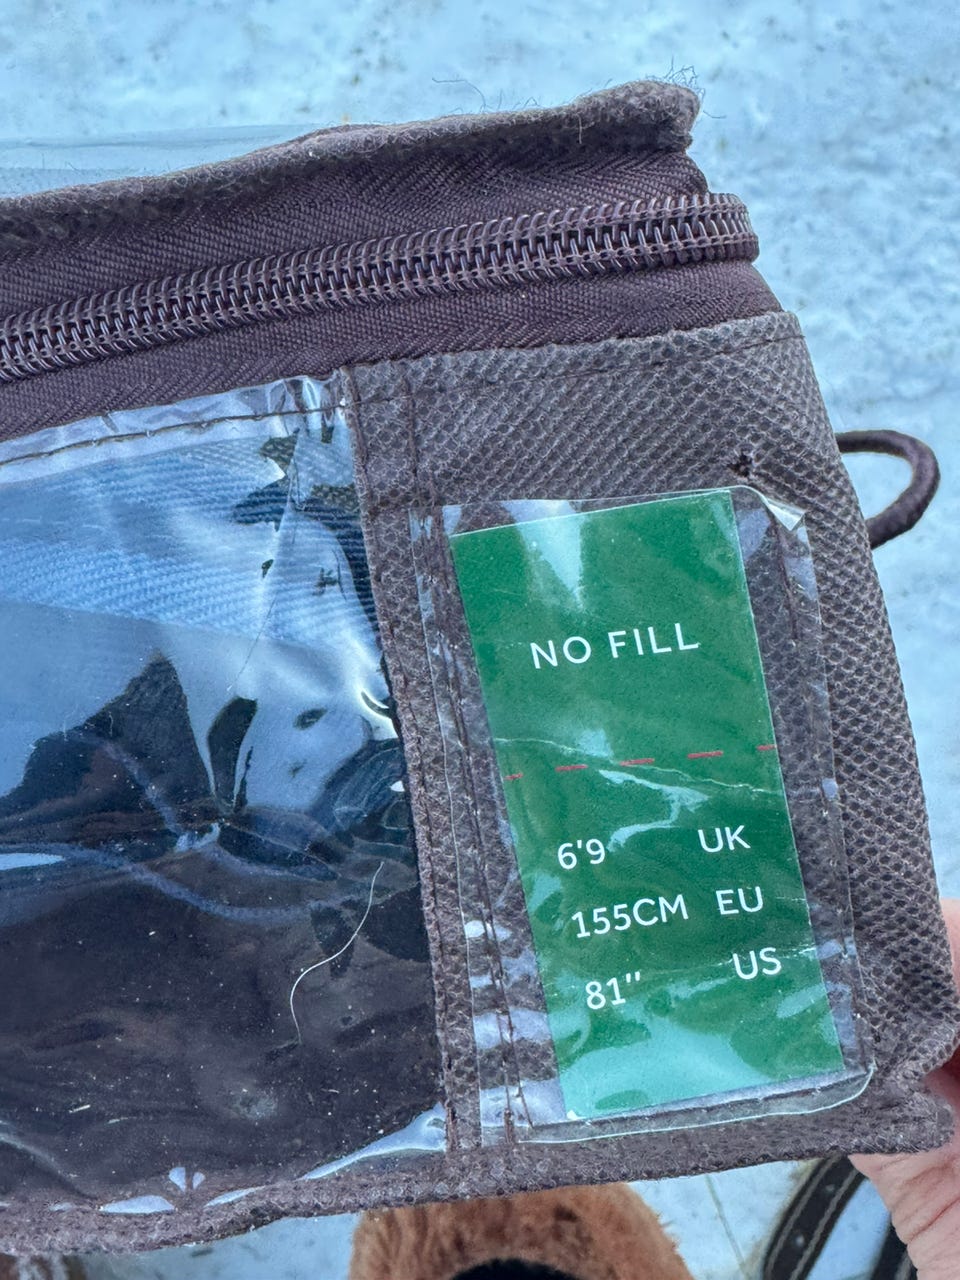 NO FILL
6'9 UK
155CM EU
81" US